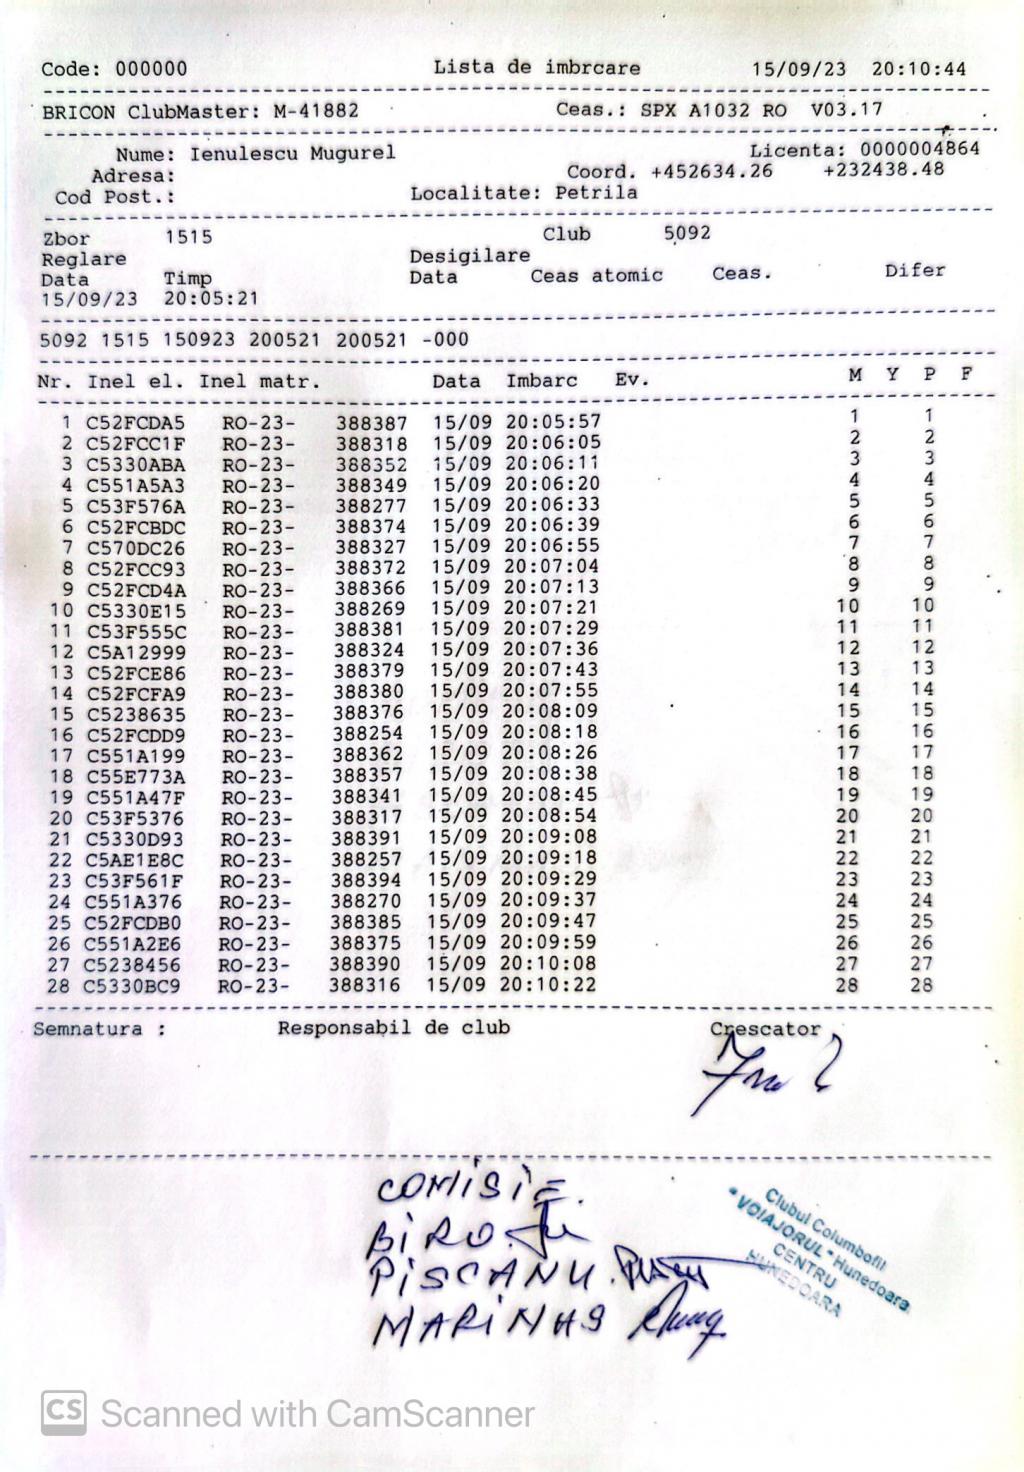 Code: 000000 Lista de imbrcare 15/09/23 20:10:44
BRICON ClubMaster: M-41882 Ceas.: SPX A1032 RO V03.17
Nume: Ienulescu Mugurel Licenta: 0000004864
Adresa: Coord. +452634.26 +232438.48
Cod Post.: Localitate: Petrila
Zbor 1515 Club 5092
Reglare Desigilare
Data Timp Data Ceas atomic Ceas. Difer
15/09/23 20:05:21
5092 1515 150923 200521 200521 -000
Nr. Inel el. Inel matr. Data Imbarc Ev. M Y P F
1 C52FCDA5 RO-23- 388387 15/09 20:05:57 1 1
2 C52FCC1F RO-23- 388318 15/09 20:06:05 2 2
3 C5330ABA RO-23- 388352 15/09 20:06:11 3 3
4 C551A5A3 RO-23- 388349 15/09 20:06:20 4 4
5 C53F576A RO-23- 388277 15/09 20:06:33 5 5
6 C52FCBDC RO-23- 388374 15/09 20:06:39 6 6
7 C570DC26 RO-23- 388327 15/09 20:06:55 7 7
8 C52FCC93 RO-23- 388372 15/09 20:07:04 8 8
9 C52FCD4A RO-23- 388366 15/09 20:07:13 9 9
10 C5330E15 RO-23- 388269 15/09 20:07:21 10 10
11 C53F555C RO-23- 388381 15/09 20:07:29 11 11
12 C5A12999 RO-23- 388324 15/09 20:07:36 12 12
13 C52FCE86 RO-23- 388379 15/09 20:07:43 13 13
14 C52FCFA9 RO-23- 388380 15/09 20:07:55 14 14
15 C5238635 RO-23- 388376 15/09 20:08:09 15 15
16 C52FCDD9 RO-23- 388254 15/09 20:08:18 16 16
17 C551A199 RO-23- 388362 15/09 20:08:26 17 17
18 C55E773A RO-23- 388357 15/09 20:08:38 18 18
19 C551A47F RO-23- 388341 15/09 20:08:45 19 19
20 C53F5376 RO-23- 388317 15/09 20:08:54 20 20
21 C5330D93 RO-23- 388391 15/09 20:09:08 21 21
22 C5AE1E8C RO-23- 388257 15/09 20:09:18 22 22
23 C53F561F RO-23- 388394 15/09 20:09:29 23 23
24 C551A376 RO-23- 388270 15/09 20:09:37 24 24
25 C52FCDB0 RO-23- 388385 15/09 20:09:47 25 25
26 C551A2E6 RO-23- 388375 15/09 20:09:59 26 26
27 C5238456 RO-23- 388390 15/09 20:10:08 27 27
28 C5330BC9 RO-23- 388316 15/09 20:10:22 28 28
Semnatura : Responsabil de club Crescator
COMISIE.
BIRO
PISCANU.
MARINAS
Clubul Columbofil
"VOIAJORUL" Hunedoara
CENTRU
HUNEDOARA
CS Scanned with CamScanner